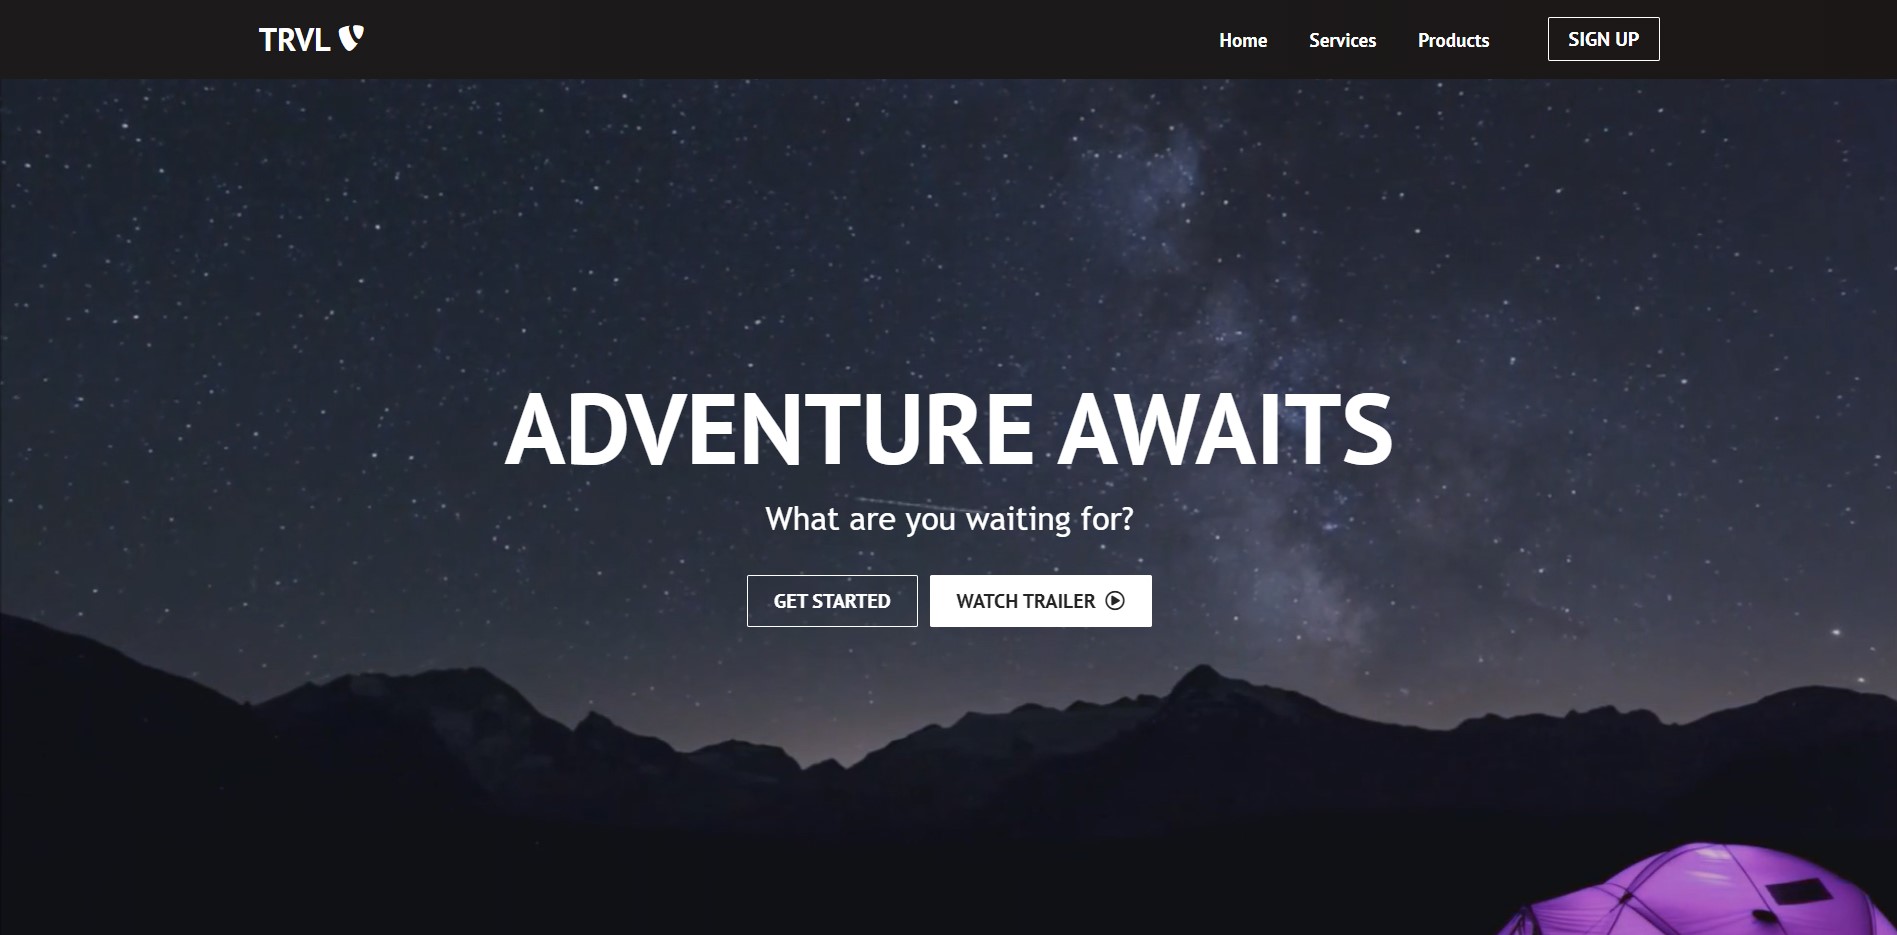 TRVL
Home Services Products SIGN UP
ADVENTURE AWAITS
What are you waiting for?
GET STARTED WATCH TRAILER